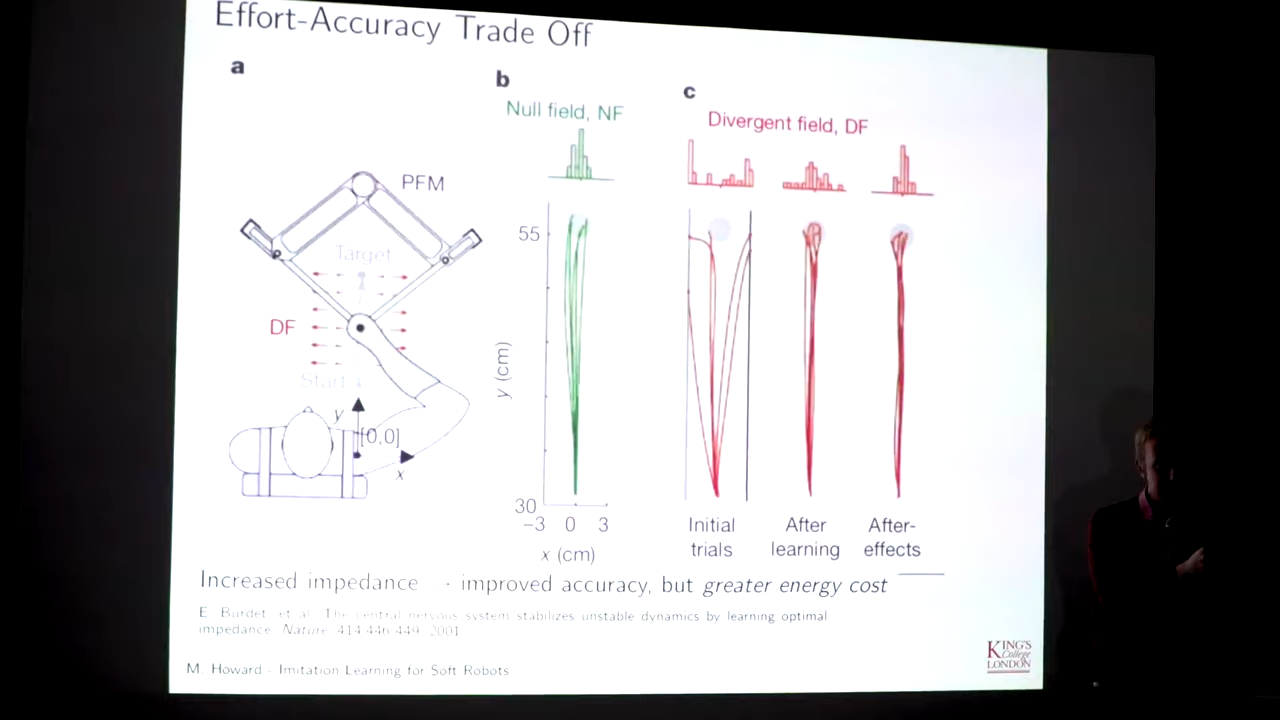 Effort-Accuracy Trade Off
a
b
c
Null field, NF
Divergent field, DF
PFM
Target
DF
Start
y
[0,0]
x
55
y (cm)
30
−3 0 3
x (cm)
Initial trials
After learning
After-effects
Increased impedance - improved accuracy, but greater energy cost
E. Burdet, et al. The central nervous system stabilizes unstable dynamics by learning optimal
impedance. Nature 414:446-449, 2001
M. Howard - Imitation Learning for Soft Robots
KING'S
College
LONDON